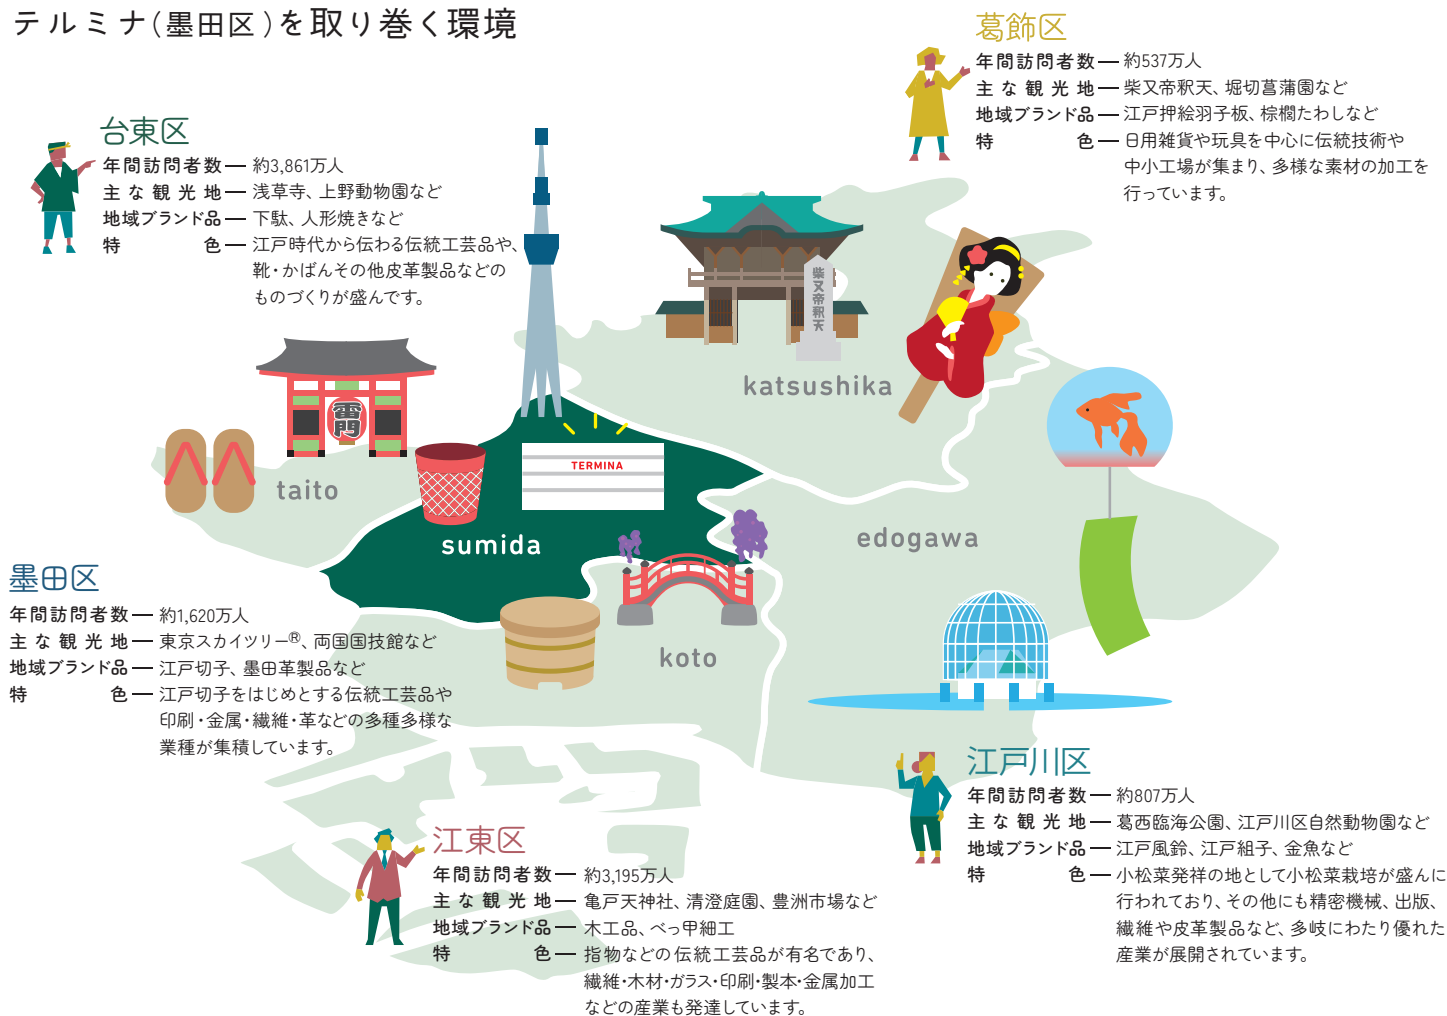 テルミナ(墨田区)を取り巻く環境
葛飾区
年間訪問者数 ― 約537万人
主な観光地 ― 柴又帝釈天、堀切菖蒲園など
地域ブランド品 ― 江戸押絵羽子板、棕櫚たわしなど
特色 ― 日用雑貨や玩具を中心に伝統技術や
中小工場が集まり、多様な素材の加工を
行っています。
台東区
年間訪問者数 ― 約3,861万人
主な観光地 ― 浅草寺、上野動物園など
地域ブランド品 ― 下駄、人形焼きなど
特色 ― 江戸時代から伝わる伝統工芸品や、
靴・かばんその他皮革製品などの
ものづくりが盛んです。
柴又帝釈天
katsushika
雷門
taito
TERMINA
sumida
edogawa
koto
墨田区
年間訪問者数 ― 約1,620万人
主な観光地 ― 東京スカイツリー®、両国国技館など
地域ブランド品 ― 江戸切子、墨田革製品など
特色 ― 江戸切子をはじめとする伝統工芸品や
印刷・金属・繊維・革などの多種多様な
業種が集積しています。
江戸川区
年間訪問者数 ― 約807万人
主な観光地 ― 葛西臨海公園、江戸川区自然動物園など
地域ブランド品 ― 江戸風鈴、江戸組子、金魚など
特色 ― 小松菜発祥の地として小松菜栽培が盛んに
行われており、その他にも精密機械、出版、
繊維や皮革製品など、多岐にわたり優れた
産業が展開されています。
江東区
年間訪問者数 ― 約3,195万人
主な観光地 ― 亀戸天神社、清澄庭園、豊洲市場など
地域ブランド品 ― 木工品、べっ甲細工
特色 ― 指物などの伝統工芸品が有名であり、
繊維・木材・ガラス・印刷・製本・金属加工
などの産業も発達しています。